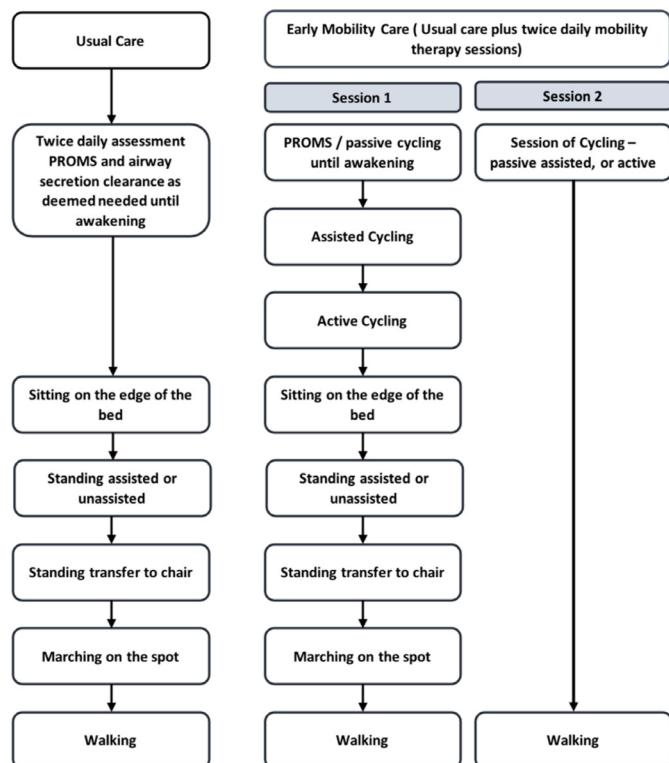 Usual Care
Twice daily assessment
PROMS and airway
secretion clearance as
deemed needed until
awakening
Sitting on the edge of the
bed
Standing assisted or
unassisted
Standing transfer to chair
Marching on the spot
Walking
Early Mobility Care ( Usual care plus twice daily mobility
therapy sessions)
Session 1
PROMS / passive cycling
until awakening
Assisted Cycling
Active Cycling
Sitting on the edge of the
bed
Standing assisted or
unassisted
Standing transfer to chair
Marching on the spot
Walking
Session 2
Session of Cycling –
passive assisted, or active
Walking